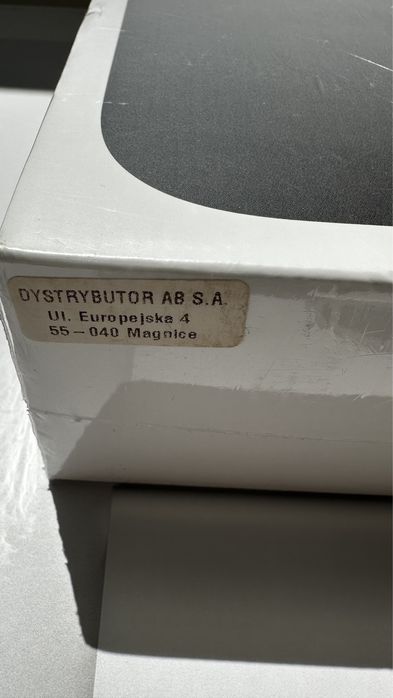 DYSTRYBUTOR AB S.A.
Ul. Europejska 4
55-040 Magnice